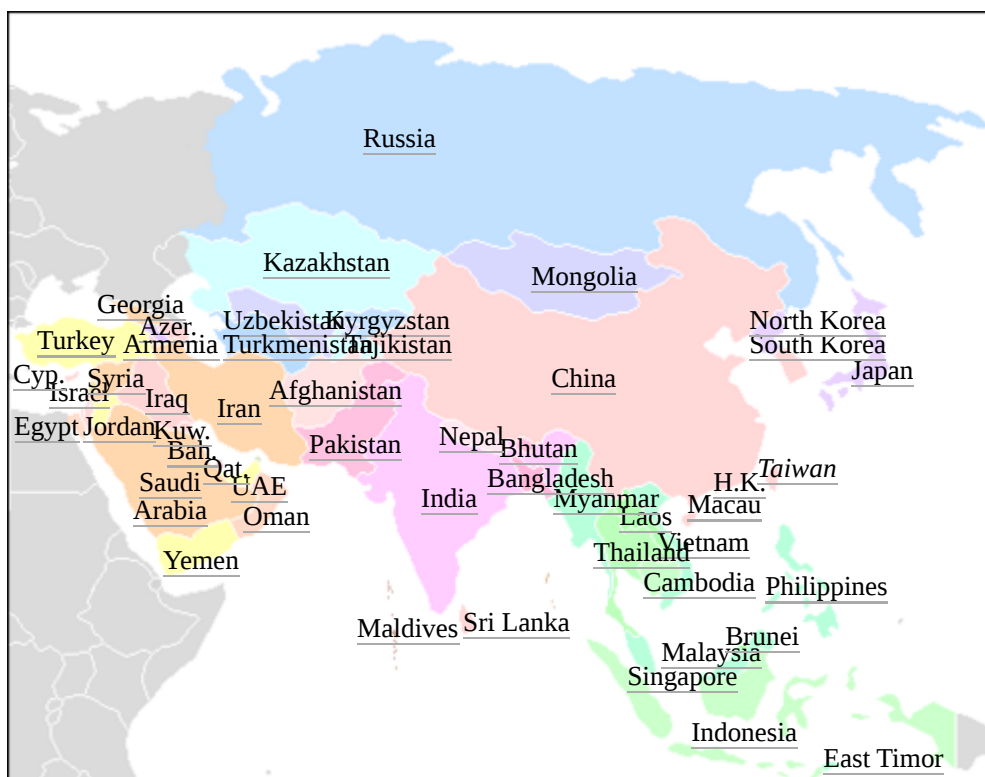 Russia
Kazakhstan
Mongolia
Georgia
Azer.
Uzbekistan
Kyrgyzstan
North Korea
Turkey
Armenia
Turkmenistan
Tajikistan
South Korea
Cyp.
Syria
Israel
Iraq
Afghanistan
China
Japan
Egypt
Jordan
Kuw.
Iran
Pakistan
Nepal
Bhutan
Bah.
Qat.
Saudi
Arabia
UAE
India
Bangladesh
Myanmar
H.K.
Taiwan
Macau
Oman
Laos
Yemen
Thailand
Vietnam
Cambodia
Philippines
Maldives
Sri Lanka
Brunei
Malaysia
Singapore
Indonesia
East Timor